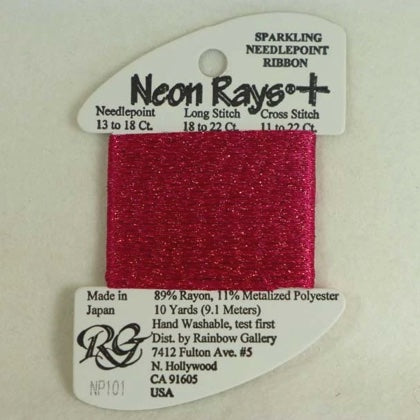 SPARKLING
NEEDLEPOINT
RIBBON
Neon Rays®+
Needlepoint Long Stitch Cross Stitch
13 to 18 Ct. 18 to 22 Ct. 11 to 22 Ct.
Made in
Japan
89% Rayon, 11% Metalized Polyester
10 Yards (9.1 Meters)
Hand Washable, test first
Dist. by Rainbow Gallery
7412 Fulton Ave. #5
N. Hollywood
CA 91605
USA
RG
NP101